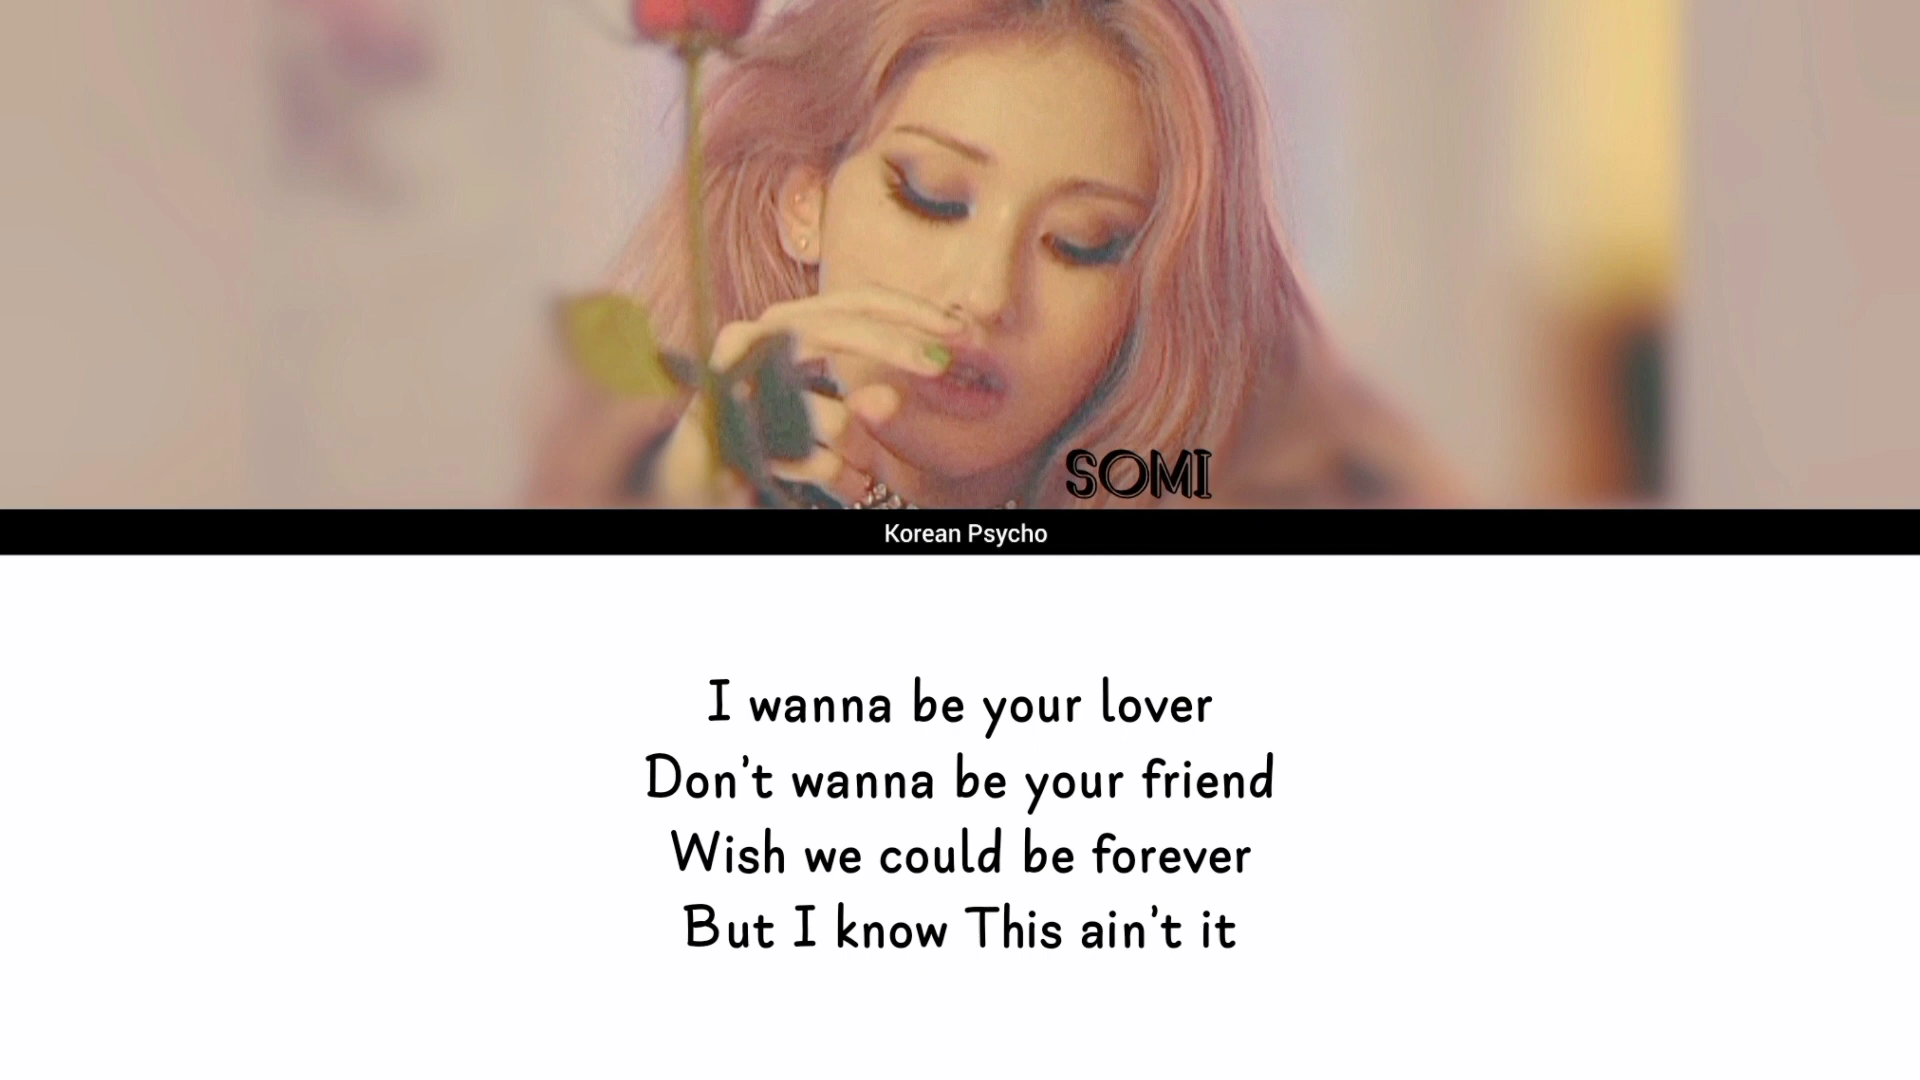 SOMI
Korean Psycho
I wanna be your lover
Don't wanna be your friend
Wish we could be forever
But I know This ain't it